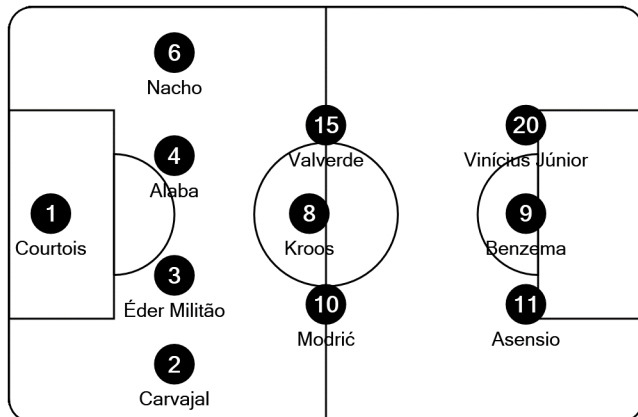 6
Nacho
15
Valverde
20
Vinícius Júnior
4
Alaba
1
Courtois
8
Kroos
9
Benzema
3
Éder Militão
10
Modrić
11
Asensio
2
Carvajal